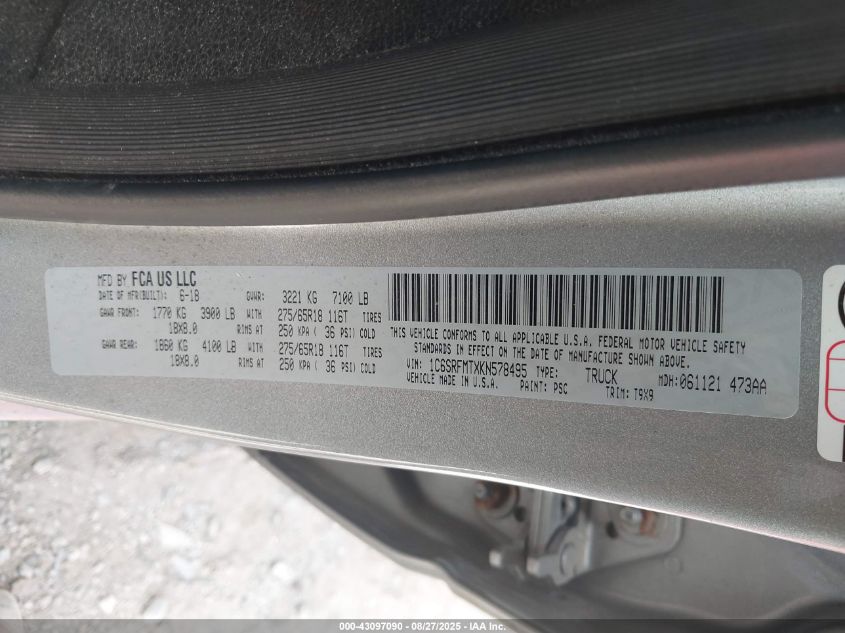 MFD BY FCA US LLC
DATE OF MFR(BUILT): 6-18 GVWR: 3221 KG 7100 LB
GAWR FRONT: 1770 KG 3900 LB WITH 275/65R18 116T TIRES
18X8.0 RIMS AT 250 KPA ( 36 PSI) COLD
GAWR REAR: 1860 KG 4100 LB WITH 275/65R18 116T TIRES
18X8.0 RIMS AT 250 KPA ( 36 PSI) COLD
THIS VEHICLE CONFORMS TO ALL APPLICABLE U.S.A. FEDERAL MOTOR VEHICLE SAFETY
STANDARDS IN EFFECT ON THE DATE OF MANUFACTURE SHOWN ABOVE.
VIN: 1C6SRFMTXKN578495 TYPE: TRUCK MDH:061121 473AA
VEHICLE MADE IN U.S.A. PAINT: PSC TRIM: T9X9
000-43097090 - 08/27/2025 - IAA Inc.